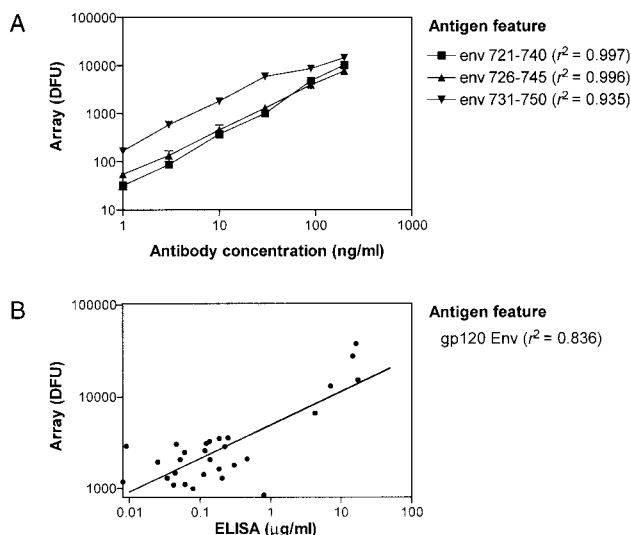 A
Array (DFU)
100000
10000
1000
100
10
1
10
100
1000
Antibody concentration (ng/ml)
Antigen feature
env 721-740 (r² = 0.997)
env 726-745 (r² = 0.996)
env 731-750 (r² = 0.935)
B
Array (DFU)
100000
10000
1000
0.01
0.1
1
10
100
ELISA (μg/ml)
Antigen feature
gp120 Env (r² = 0.836)